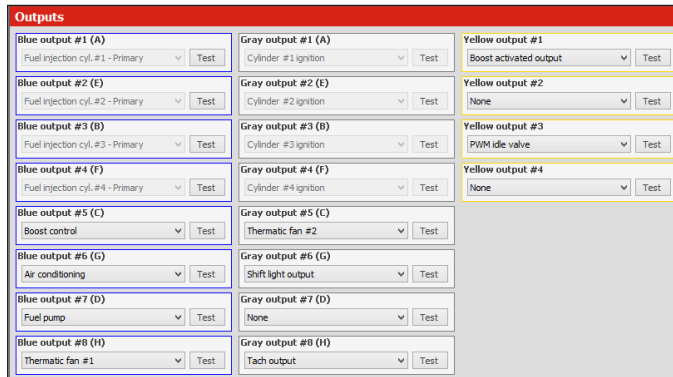 Outputs
Blue output #1 (A)
Fuel injection cyl. #1 - Primary
Test
Blue output #2 (E)
Fuel injection cyl. #2 - Primary
Test
Blue output #3 (B)
Fuel injection cyl. #3 - Primary
Test
Blue output #4 (F)
Fuel injection cyl. #4 - Primary
Test
Blue output #5 (C)
Boost control
Test
Blue output #6 (G)
Air conditioning
Test
Blue output #7 (D)
Fuel pump
Test
Blue output #8 (H)
Thermatic fan #1
Test
Gray output #1 (A)
Cylinder #1 ignition
Test
Gray output #2 (E)
Cylinder #2 ignition
Test
Gray output #3 (B)
Cylinder #3 ignition
Test
Gray output #4 (F)
Cylinder #4 ignition
Test
Gray output #5 (C)
Thermatic fan #2
Test
Gray output #6 (G)
Shift light output
Test
Gray output #7 (D)
None
Test
Gray output #8 (H)
Tach output
Test
Yellow output #1
Boost activated output
Test
Yellow output #2
None
Test
Yellow output #3
PWM idle valve
Test
Yellow output #4
None
Test